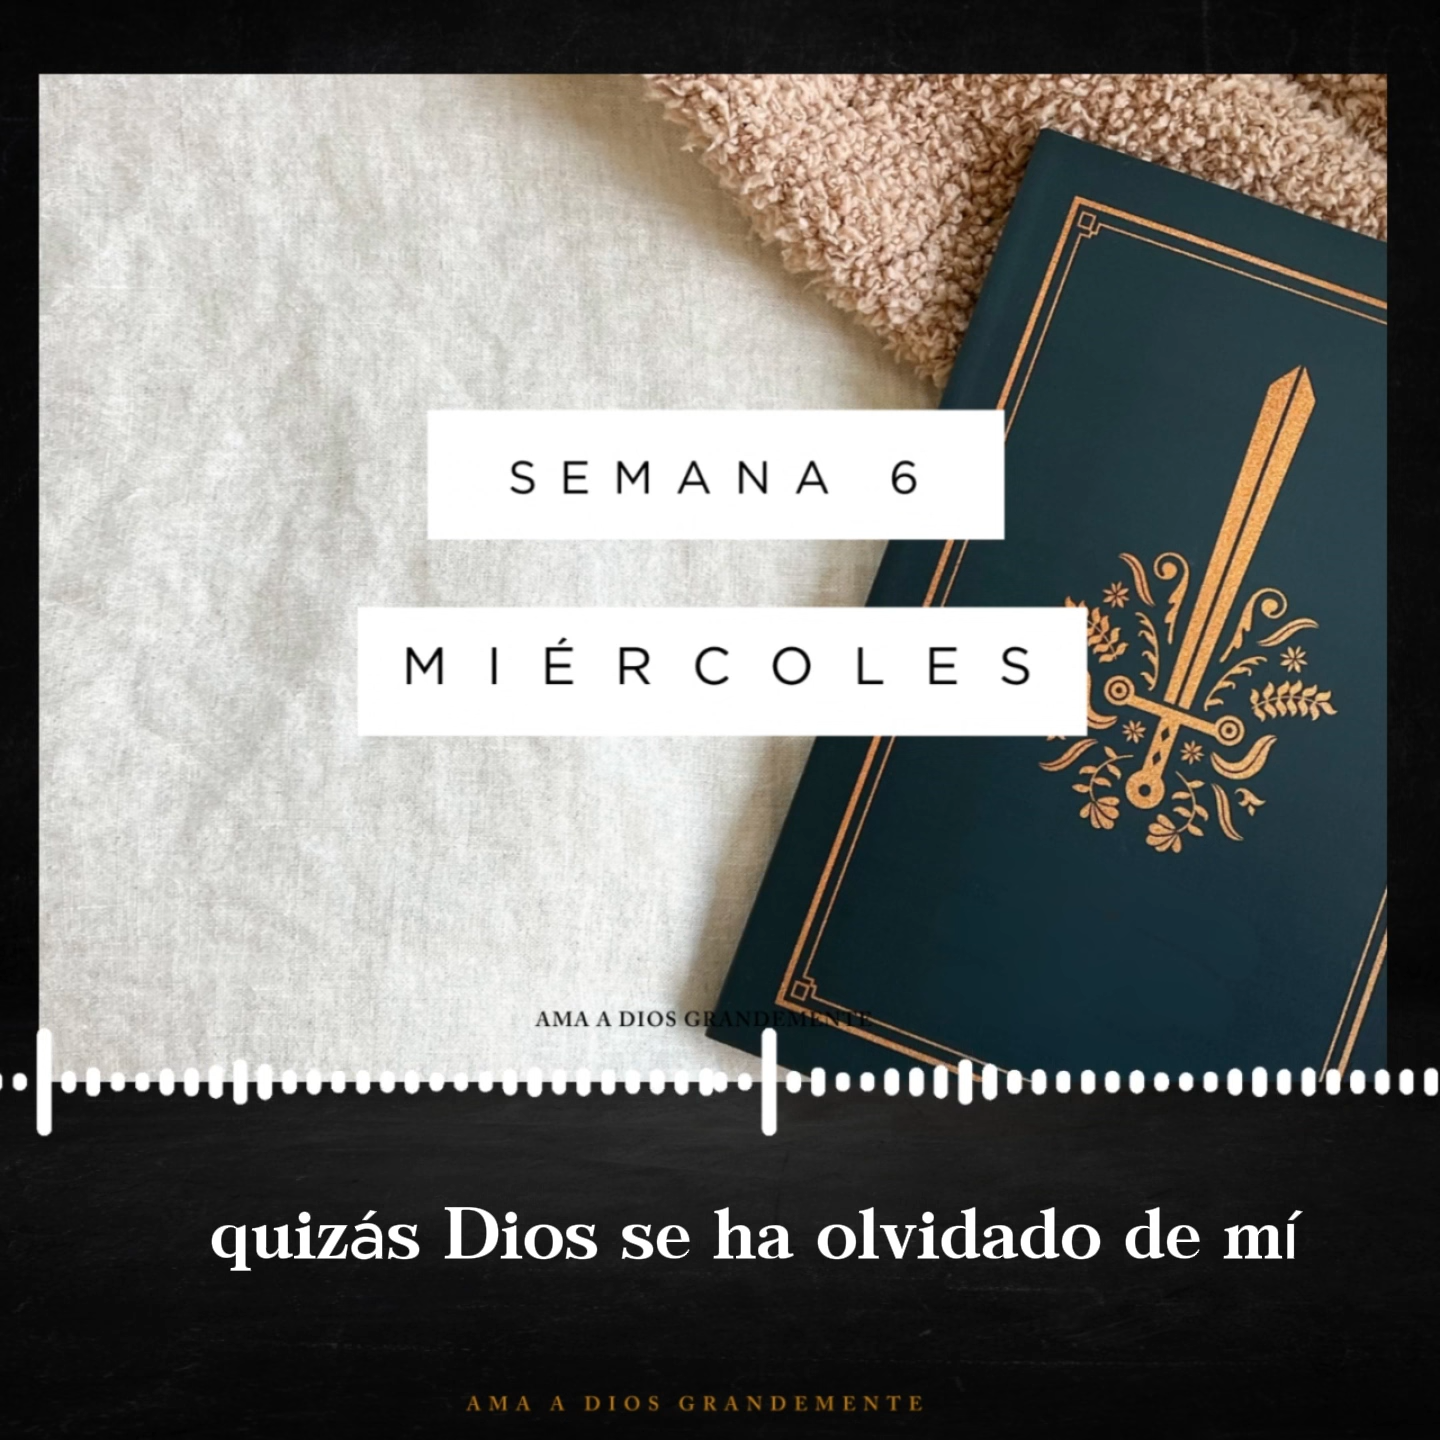 SEMANA 6
MIÉRCOLES
AMA A DIOS GRANDEMENTE
quizás Dios se ha olvidado de mí
AMA A DIOS GRANDEMENTE